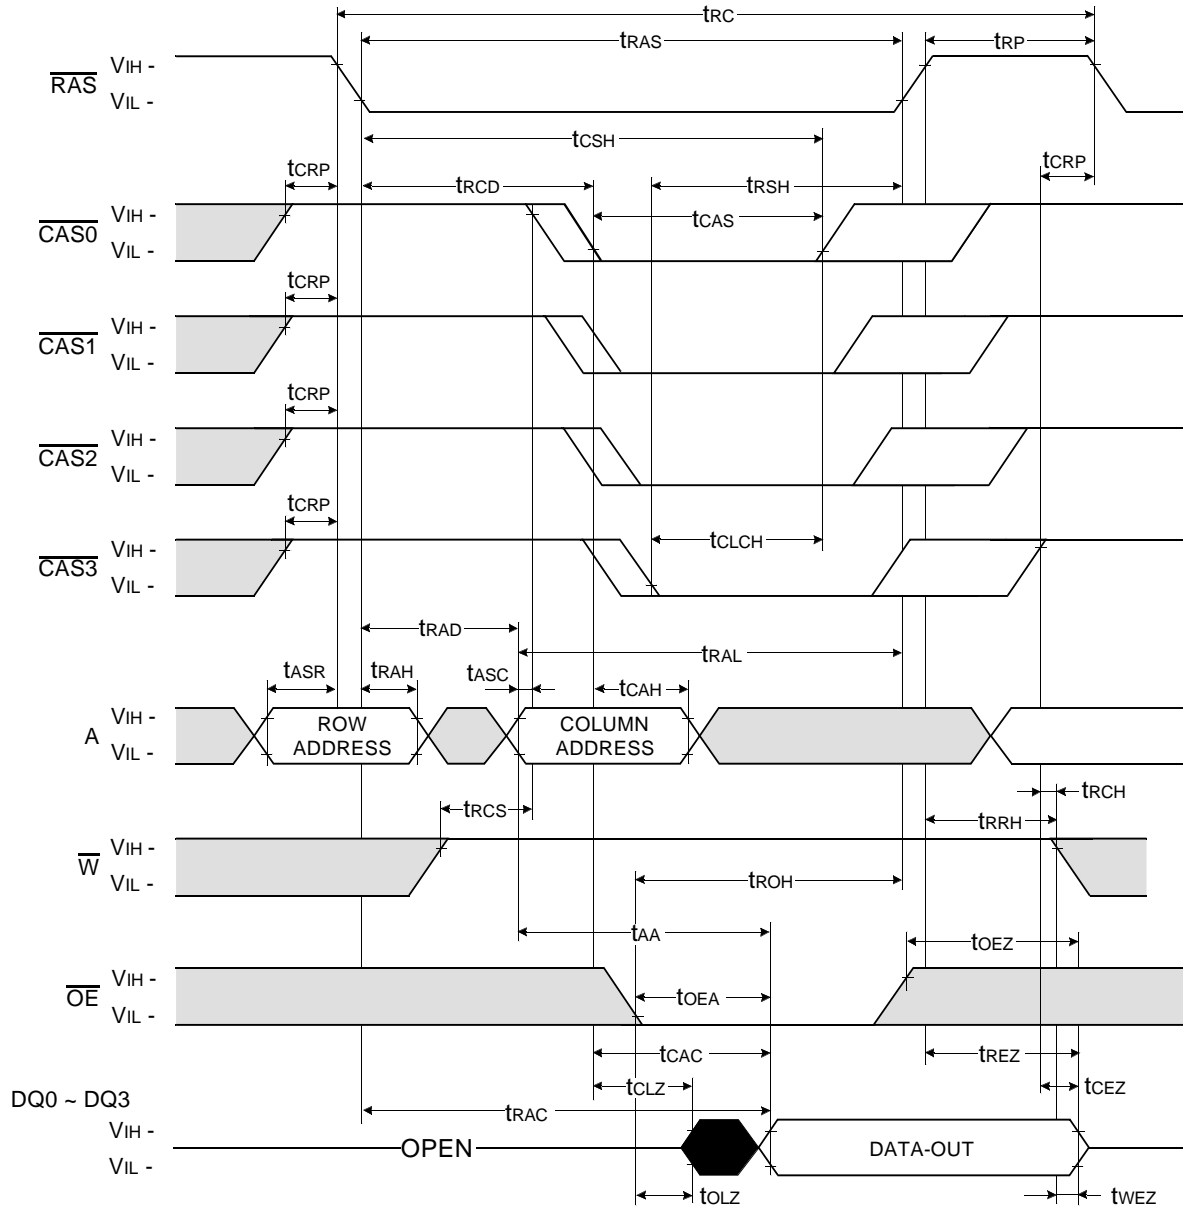 tRC
tRAS
tRP
RAS
VIH -
VIL -
tCSH
tCRP
tRCD
tRSH
tCRP
CAS0
VIH -
VIL -
tCAS
tCRP
CAS1
VIH -
VIL -
tCRP
CAS2
VIH -
VIL -
tCRP
CAS3
VIH -
VIL -
tCLCH
tRAD
tRAL
tASR
tRAH
tASC
tCAH
A
VIH -
VIL -
ROW
ADDRESS
COLUMN
ADDRESS
tRCS
tRCH
tRRH
W
VIH -
VIL -
tROH
tAA
tOEZ
OE
VIH -
VIL -
tOEA
tCAC
tREZ
tCLZ
tCEZ
DQ0 ~ DQ3
tRAC
VIH -
VIL -
OPEN
DATA-OUT
tOLZ
tWEZ